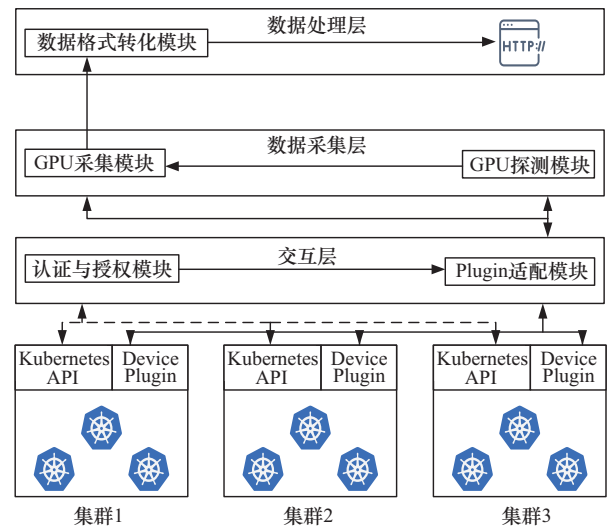 数据处理层
数据格式转化模块
HTTP://
数据采集层
GPU采集模块
GPU探测模块
交互层
认证与授权模块
Plugin适配模块
Kubernetes
API
Device
Plugin
Kubernetes
API
Device
Plugin
Kubernetes
API
Device
Plugin
集群1
集群2
集群3